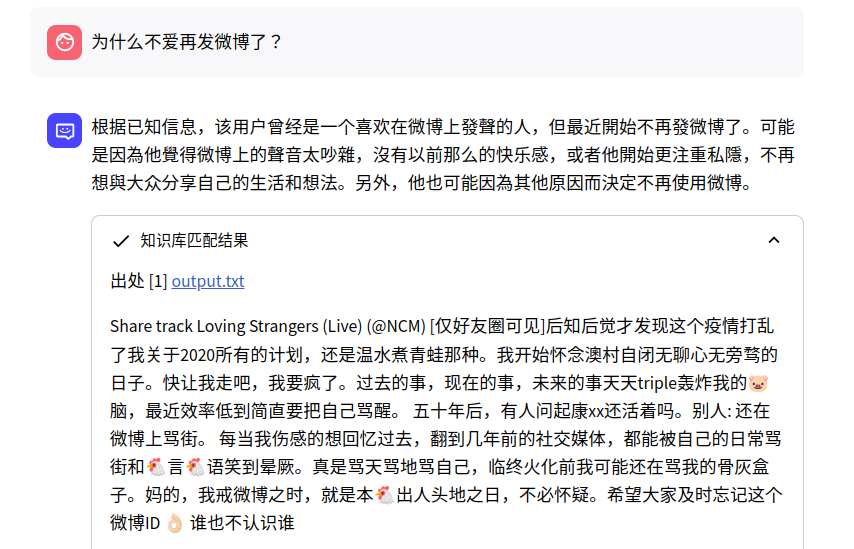 为什么不爱再发微博了？
根据已知信息，该用户曾经是一个喜欢在微博上發聲的人，但最近開始不再發微博了。可能
是因為他覺得微博上的聲音太吵雜，沒有以前那么的快乐感，或者他開始更注重私隱，不再
想與大众分享自己的生活和想法。另外，他也可能因為其他原因而決定不再使用微博。
知识库匹配结果
出处 [1] output.txt
Share track Loving Strangers (Live) (@NCM) [仅好友圈可见]后知后觉才发现这个疫情打乱
了我关于2020所有的计划，还是温水煮青蛙那种。我开始怀念澳村自闭无聊心无旁骛的
日子。快让我走吧，我要疯了。过去的事，现在的事，未来的事天天triple轰炸我的🐷
脑，最近效率低到简直要把自己骂醒。 五十年后，有人问起康xx还活着吗。别人: 还在
微博上骂街。 每当我伤感的想回忆过去，翻到几年前的社交媒体，都能被自己的日常骂
街和🐔言🐔语笑到晕厥。真是骂天骂地骂自己，临终火化前我可能还在骂我的骨灰盒
子。妈的，我戒微博之时，就是本🐔出人头地之日，不必怀疑。希望大家及时忘记这个
微博ID 👌🏻 谁也不认识谁